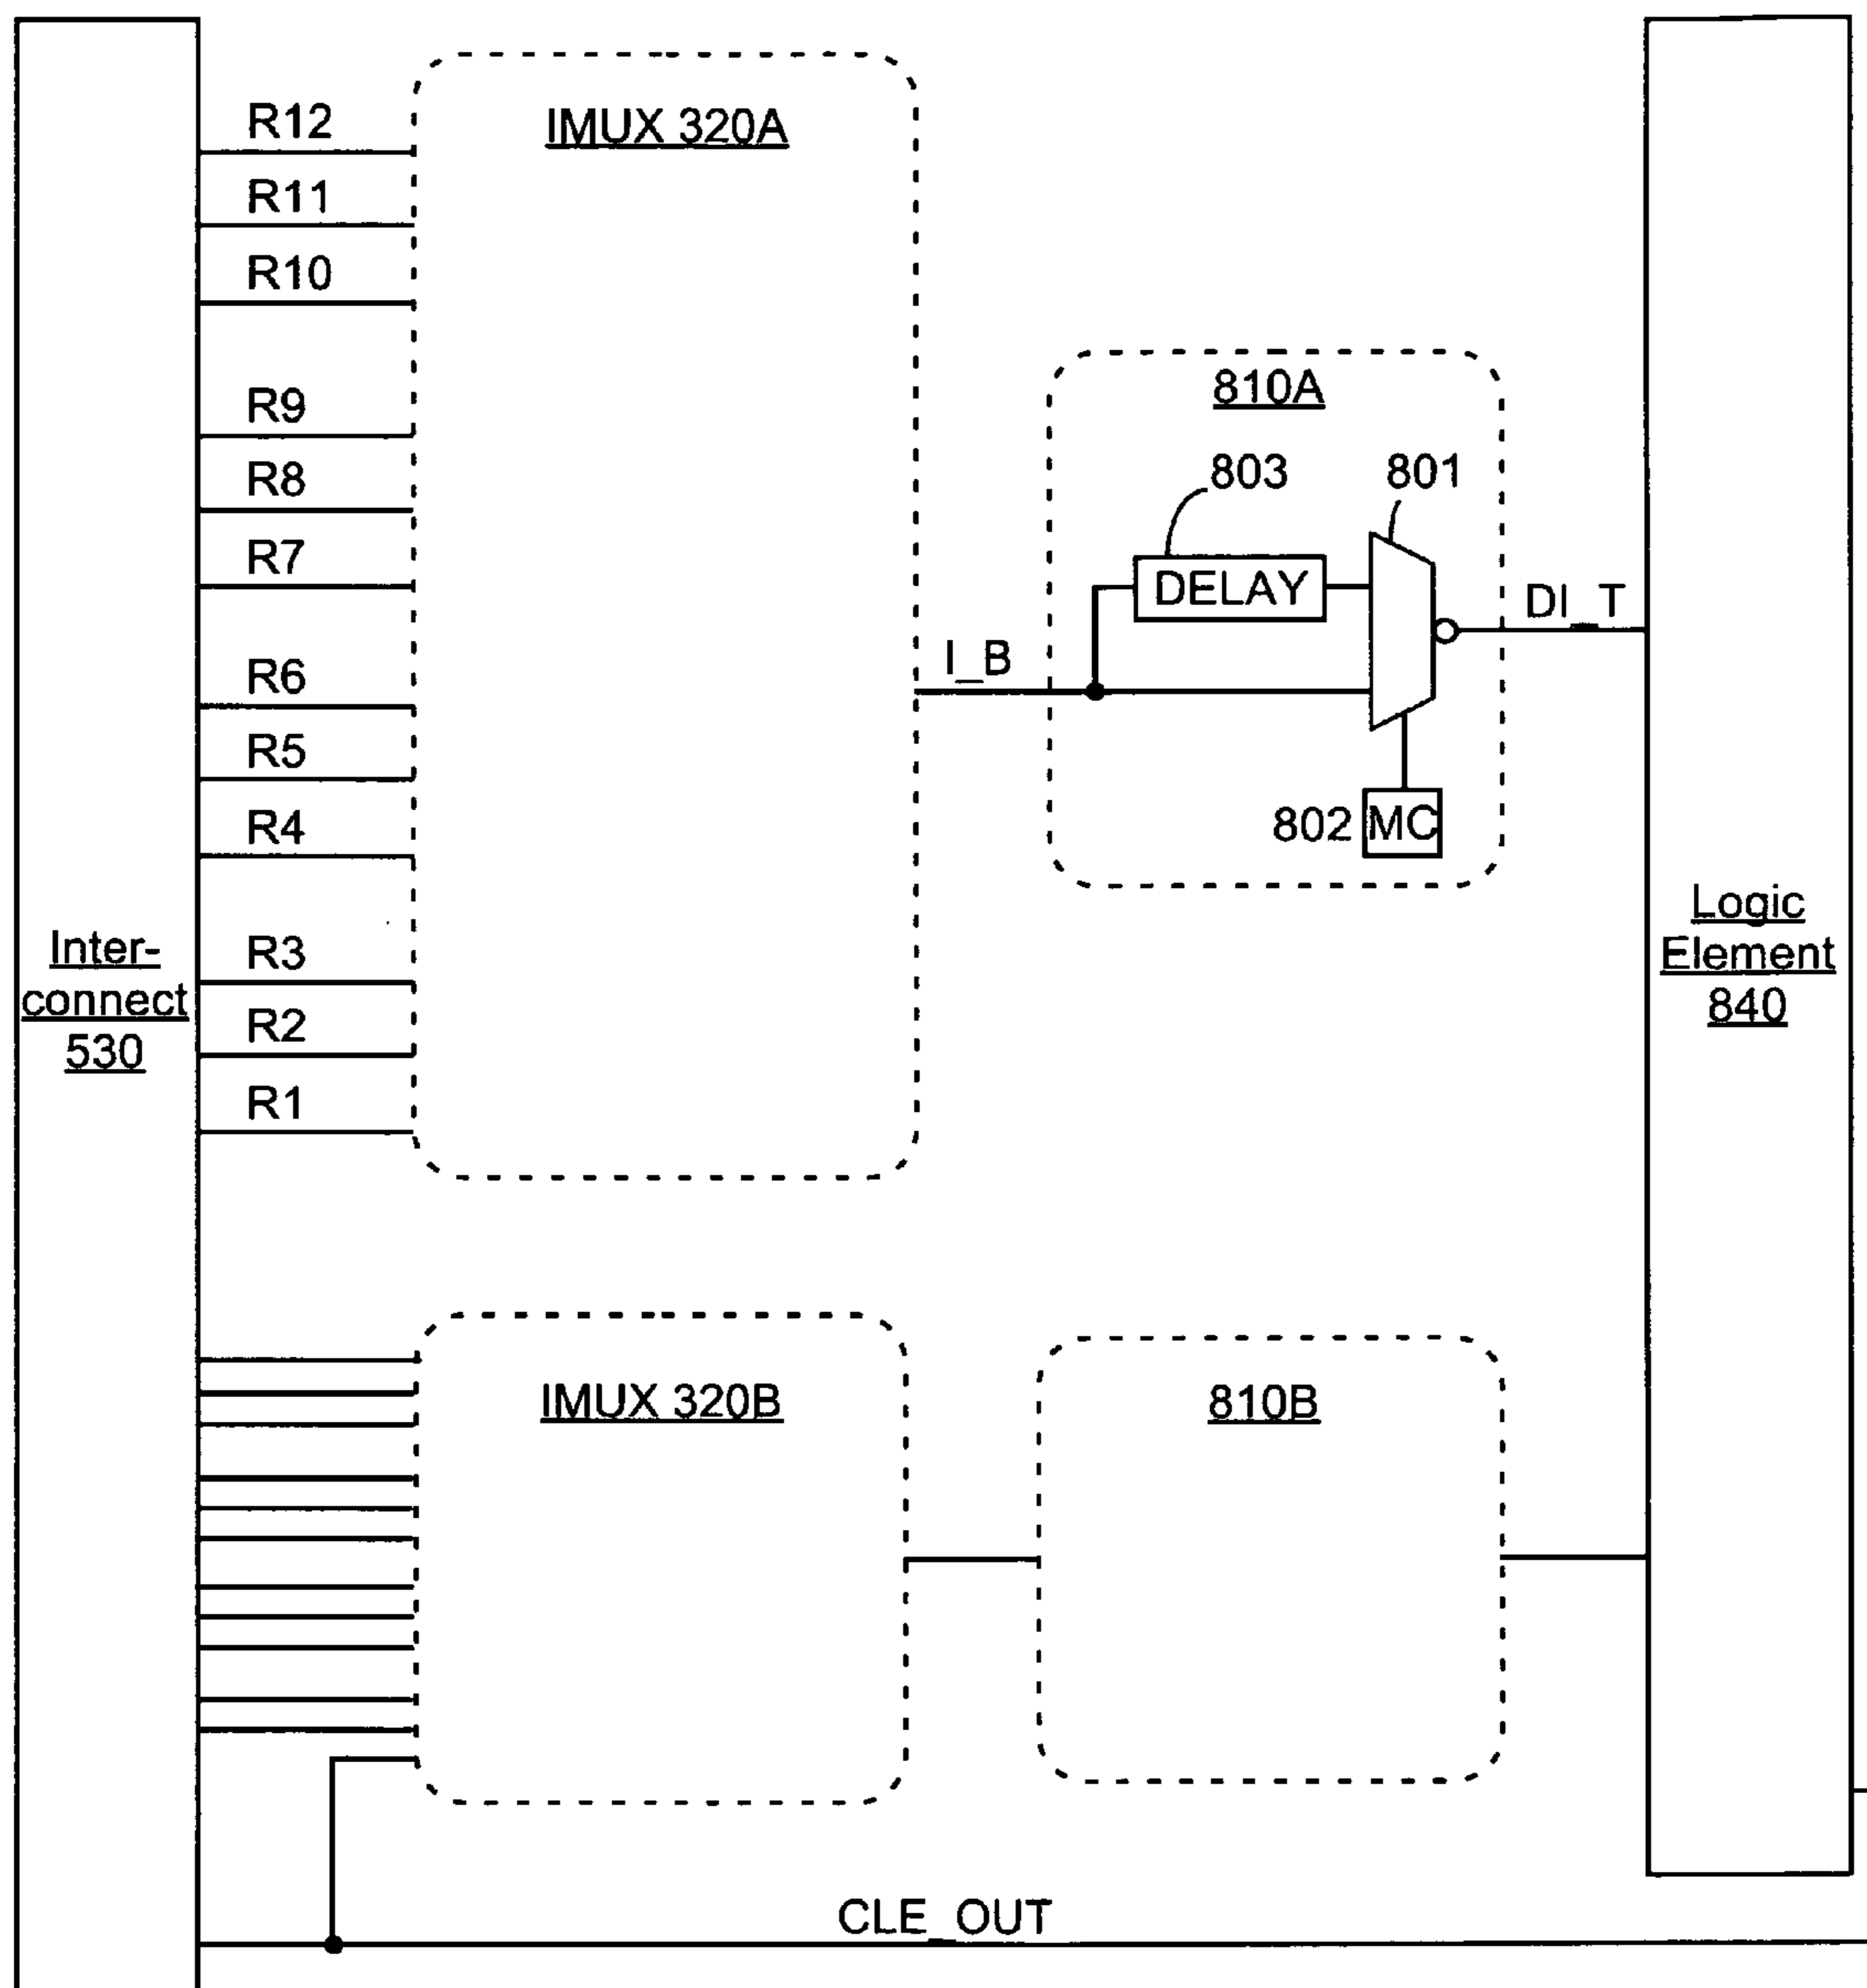 R12
R11
R10
R9
R8
R7
R6
R5
R4
R3
R2
R1
Inter-
connect
530
IMUX 320A
I_B
810A
803
801
DELAY
802
MC
DI_T
Logic
Element
840
IMUX 320B
810B
CLE_OUT